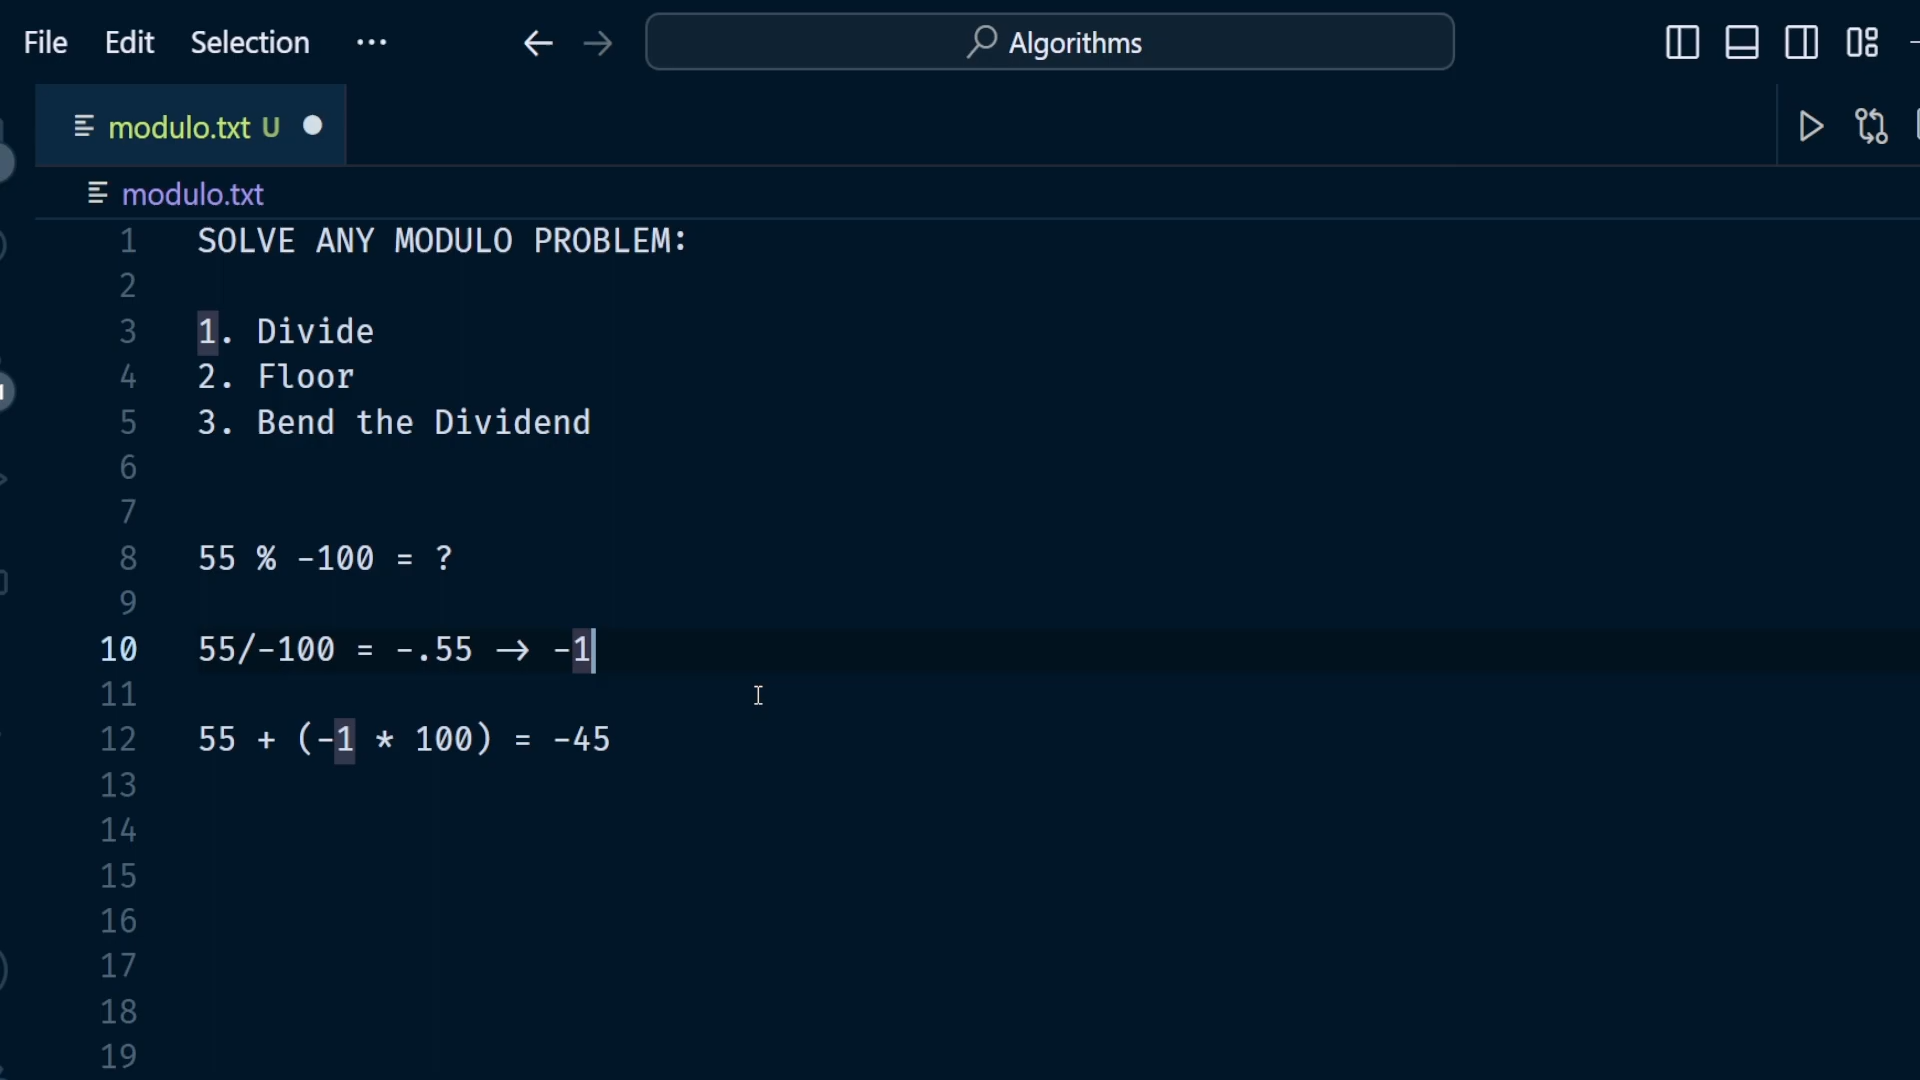 File Edit Selection ··· Algorithms
modulo.txt U
modulo.txt
1 SOLVE ANY MODULO PROBLEM:
2
3 1. Divide
4 2. Floor
5 3. Bend the Dividend
6
7
8 55 % -100 = ?
9
10 55/-100 = -.55 → -1
11
12 55 + (-1 * 100) = -45
13
14
15
16
17
18
19